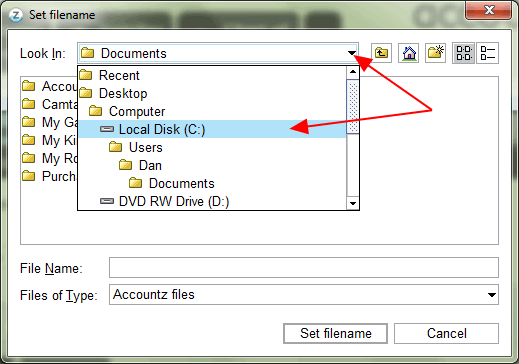 Set filename
Look In: Documents
Recent
Desktop
Computer
Local Disk (C:)
Users
Dan
Documents
DVD RW Drive (D:)
Accou
Camta
My Ga
My Ki
My Ro
Purch
File Name:
Files of Type: Accountz files
Set filename Cancel